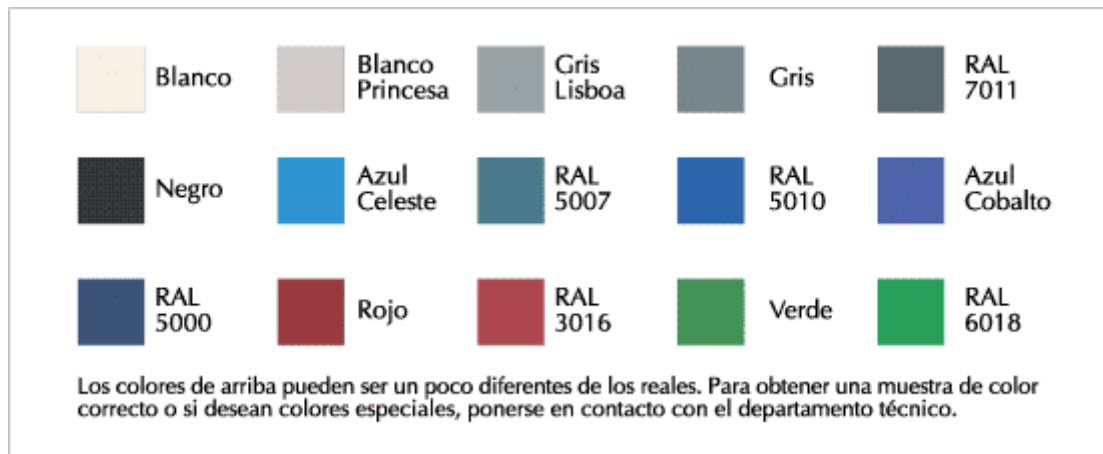 Blanco
Blanco
Princesa
Gris
Lisboa
Gris
RAL
7011
Negro
Azul
Celeste
RAL
5007
RAL
5010
Azul
Cobalto
RAL
5000
Rojo
RAL
3016
Verde
RAL
6018
Los colores de arriba pueden ser un poco diferentes de los reales. Para obtener una muestra de color
correcto o si desean colores especiales, ponerse en contacto con el departamento técnico.